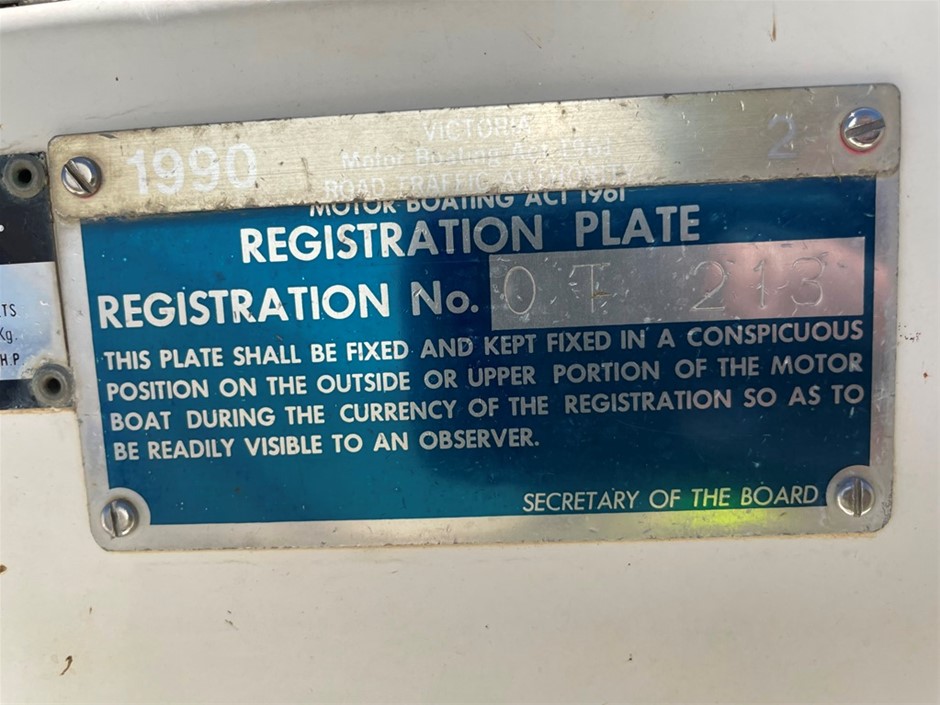 VICTORIA
1990
2
Motor Boating Act 1961
ROAD TRAFFIC AUTHORITY
MOTOR BOATING ACT 1961
REGISTRATION PLATE
REGISTRATION No. OT 213
THIS PLATE SHALL BE FIXED AND KEPT FIXED IN A CONSPICUOUS
POSITION ON THE OUTSIDE OR UPPER PORTION OF THE MOTOR
BOAT DURING THE CURRENCY OF THE REGISTRATION SO AS TO
BE READILY VISIBLE TO AN OBSERVER.
SECRETARY OF THE BOARD
Kg.
H.P